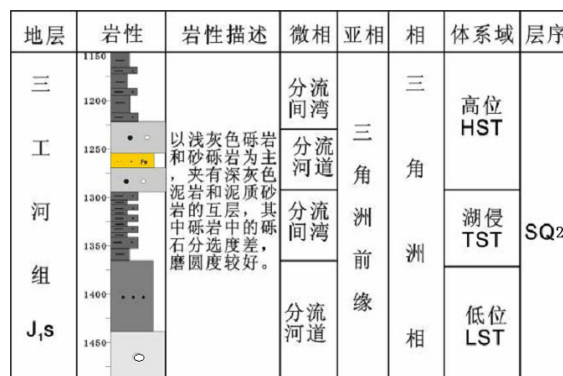 地层 岩性 岩性描述 微相 亚相 相 体系域 层序
三工河组 J₁S
1150
1200
1250
1300
1350
1400
1450
以浅灰色砾岩
和砂砾岩为主
，夹有深灰色
泥岩和泥质砂
岩的互层，其
中砾岩中的砾
石分选度差，
磨圆度较好。
分流
间湾
分流
河道
分流
间湾
分流
河道
三角洲前缘
三角洲相
高位
HST
湖侵
TST
低位
LST
SQ2